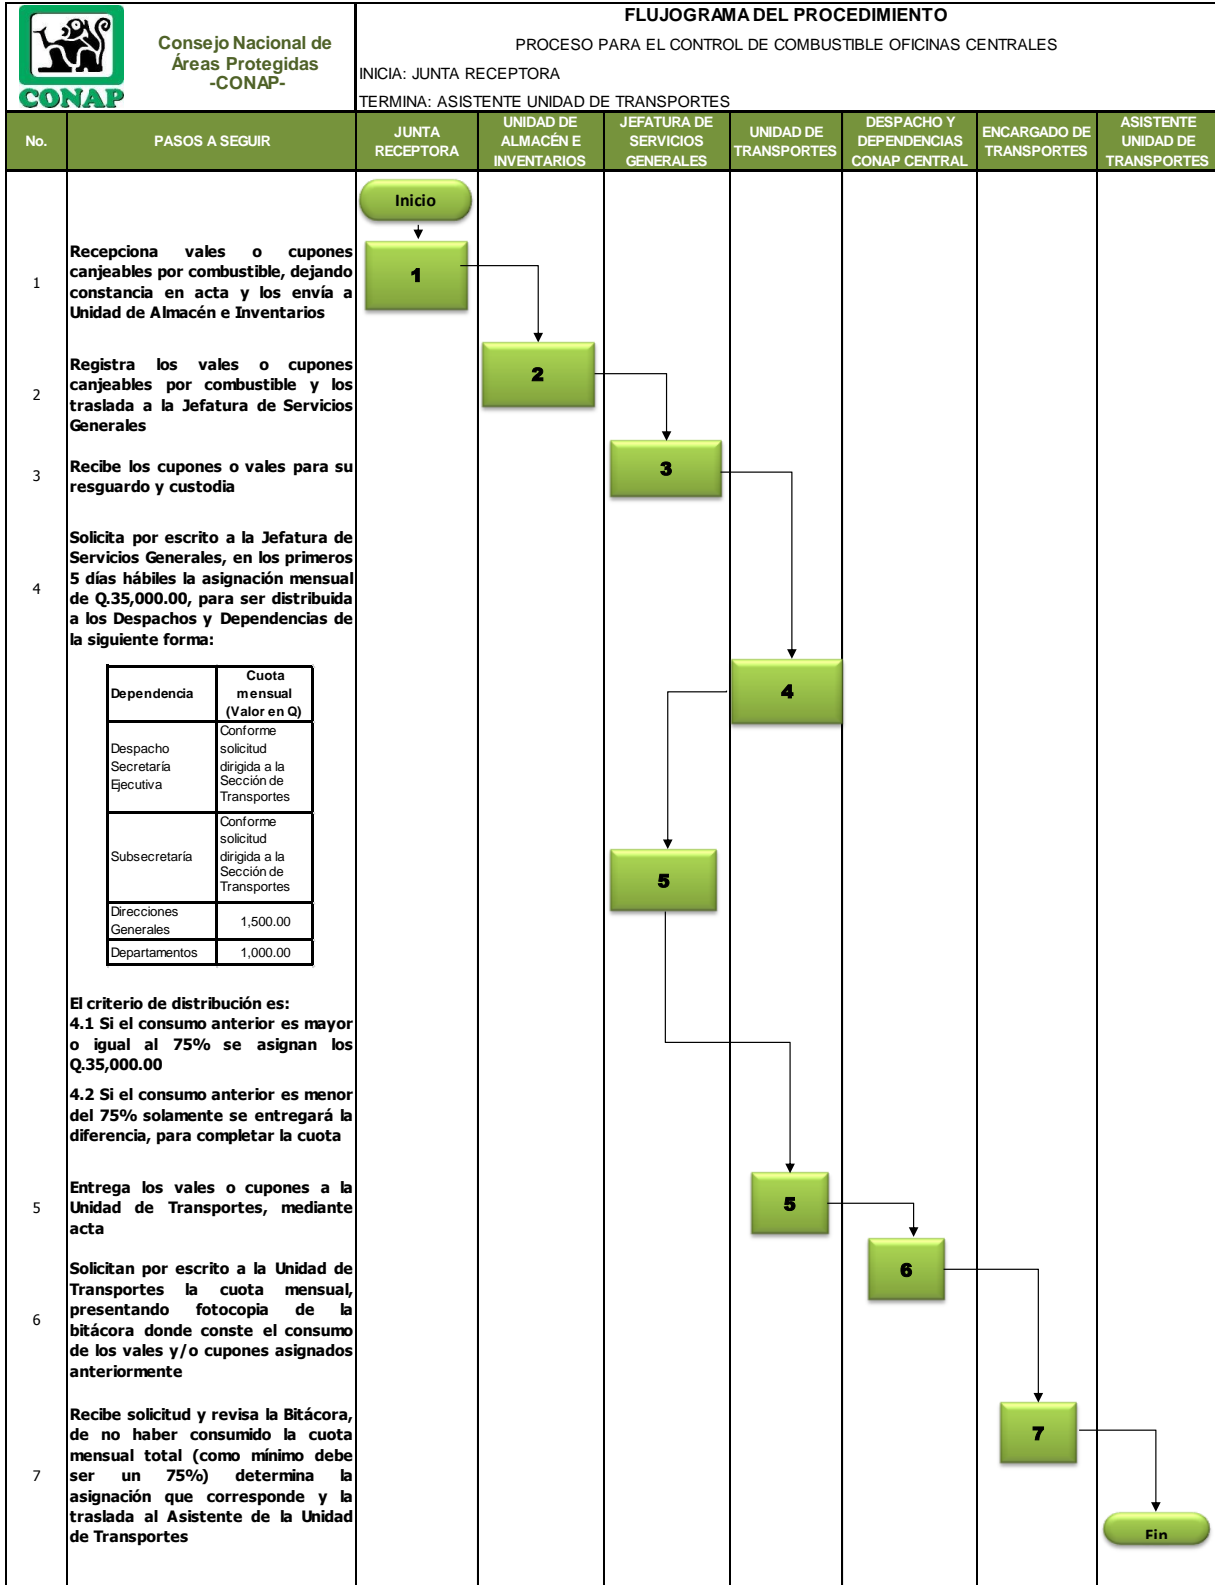 CONAP
Consejo Nacional de
Áreas Protegidas
-CONAP-
FLUJOGRAMA DEL PROCEDIMIENTO
PROCESO PARA EL CONTROL DE COMBUSTIBLE OFICINAS CENTRALES
INICIA: JUNTA RECEPTORA
TERMINA: ASISTENTE UNIDAD DE TRANSPORTES
No.
PASOS A SEGUIR
JUNTA
RECEPTORA
UNIDAD DE
ALMACÉN E
INVENTARIOS
JEFATURA DE
SERVICIOS
GENERALES
UNIDAD DE
TRANSPORTES
DESPACHO Y
DEPENDENCIAS
CONAP CENTRAL
ENCARGADO DE
TRANSPORTES
ASISTENTE
UNIDAD DE
TRANSPORTES
Inicio
1
Recepciona vales o cupones
canjeables por combustible, dejando
constancia en acta y los envía a
Unidad de Almacén e Inventarios
1
2
Registra los vales o cupones
canjeables por combustible y los
traslada a la Jefatura de Servicios
Generales
2
3
Recibe los cupones o vales para su
resguardo y custodia
3
4
Solicita por escrito a la Jefatura de
Servicios Generales, en los primeros
5 días hábiles la asignación mensual
de Q.35,000.00, para ser distribuida
a los Despachos y Dependencias de
la siguiente forma:
Dependencia
Cuota
mensual
(Valor en Q)
Despacho
Secretaría
Ejecutiva
Conforme
solicitud
dirigida a la
Sección de
Transportes
Subsecretaría
Conforme
solicitud
dirigida a la
Sección de
Transportes
Direcciones
Generales
1,500.00
Departamentos
1,000.00
4
5
El criterio de distribución es:
4.1 Si el consumo anterior es mayor
o igual al 75% se asignan los
Q.35,000.00
4.2 Si el consumo anterior es menor
del 75% solamente se entregará la
diferencia, para completar la cuota
5
Entrega los vales o cupones a la
Unidad de Transportes, mediante
acta
5
6
Solicitan por escrito a la Unidad de
Transportes la cuota mensual,
presentando fotocopia de la
bitácora donde conste el consumo
de los vales y/o cupones asignados
anteriormente
6
7
Recibe solicitud y revisa la Bitácora,
de no haber consumido la cuota
mensual total (como mínimo debe
ser un 75%) determina la
asignación que corresponde y la
traslada al Asistente de la Unidad
de Transportes
7
Fin